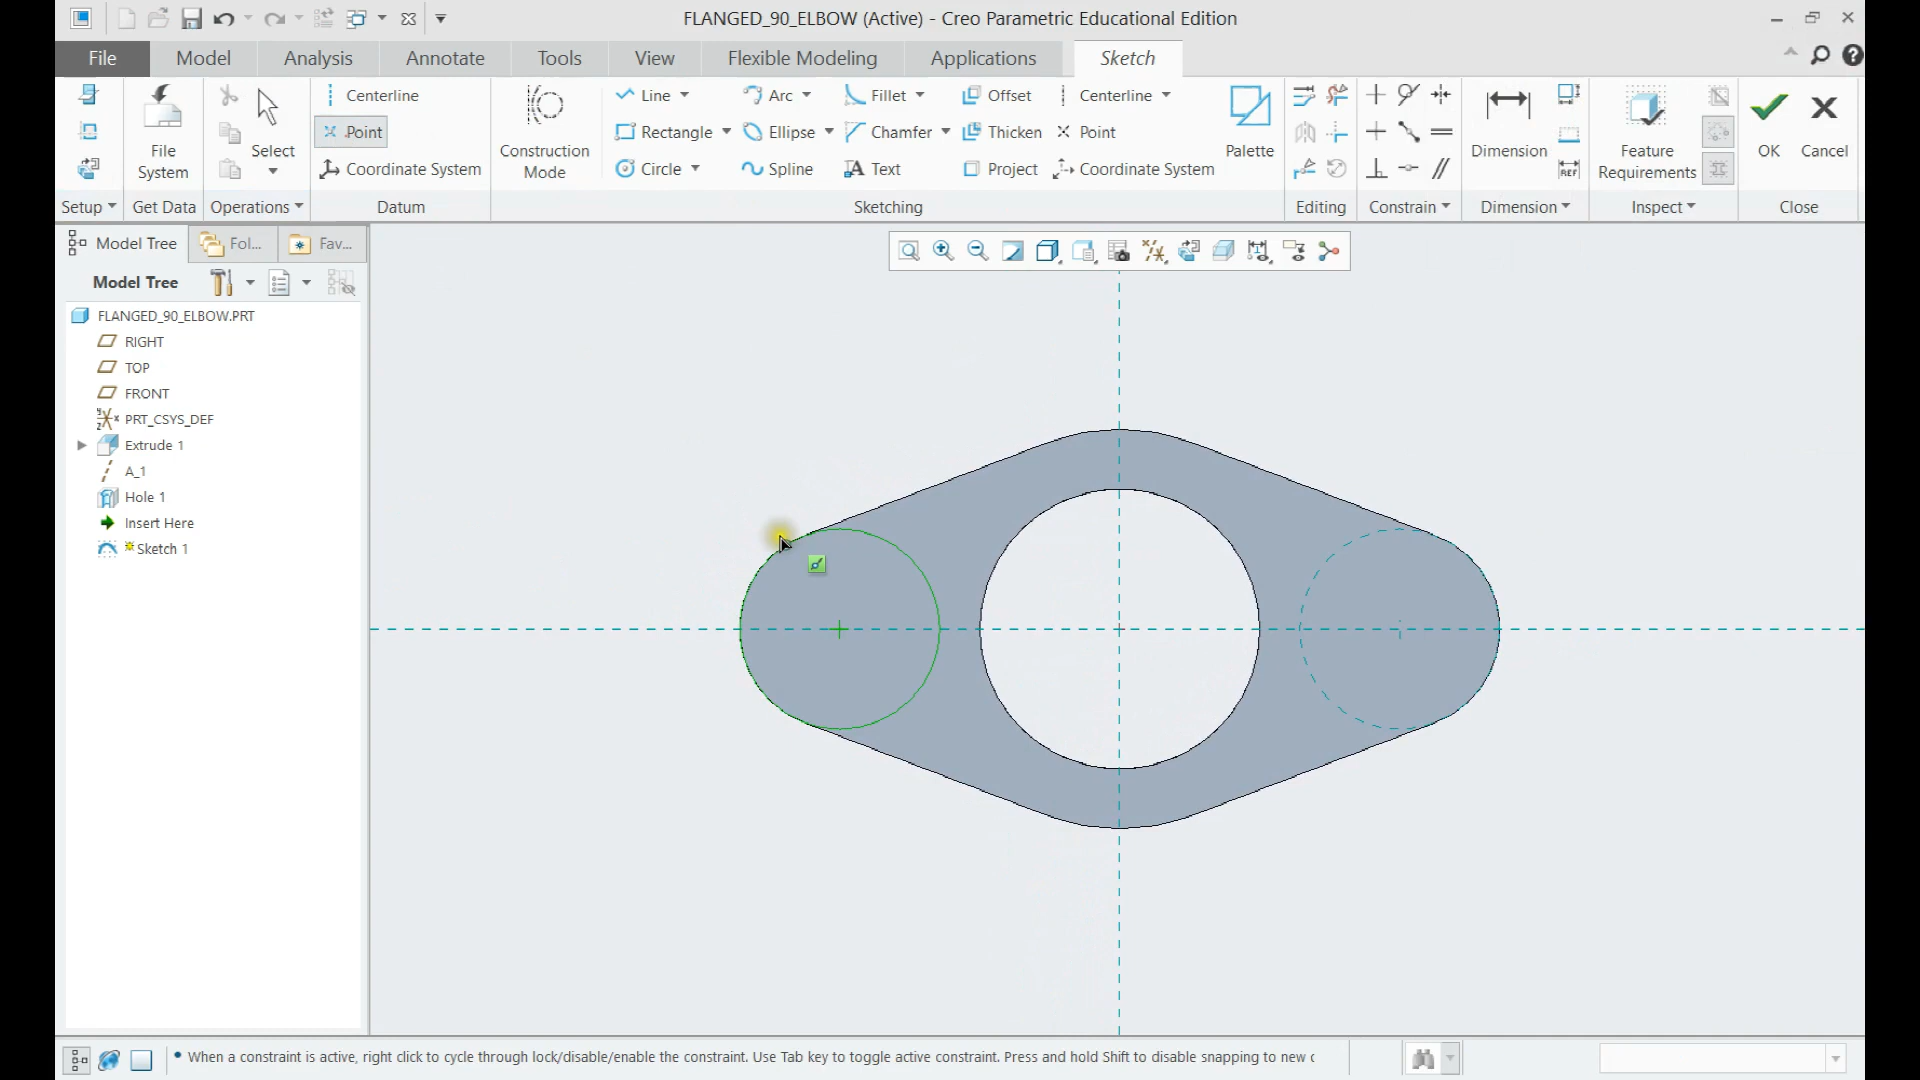 FLANGED_90_ELBOW (Active) - Creo Parametric Educational Edition
File Model Analysis Annotate Tools View Flexible Modeling Applications Sketch
Centerline Line Arc Fillet Offset Centerline
Point Rectangle Ellipse Chamfer Thicken Point
File System Select Coordinate System Construction Mode Circle Spline Text Project Coordinate System Palette Dimension Feature Requirements OK Cancel
Setup Get Data Operations Datum Sketching Editing Constrain Dimension Inspect Close
Model Tree Fol... Fav...
Model Tree
FLANGED_90_ELBOW.PRT
RIGHT
TOP
FRONT
PRT_CSYS_DEF
Extrude 1
A_1
Hole 1
Insert Here
Sketch 1
• When a constraint is active, right click to cycle through lock/disable/enable the constraint. Use Tab key to toggle active constraint. Press and hold Shift to disable snapping to new c